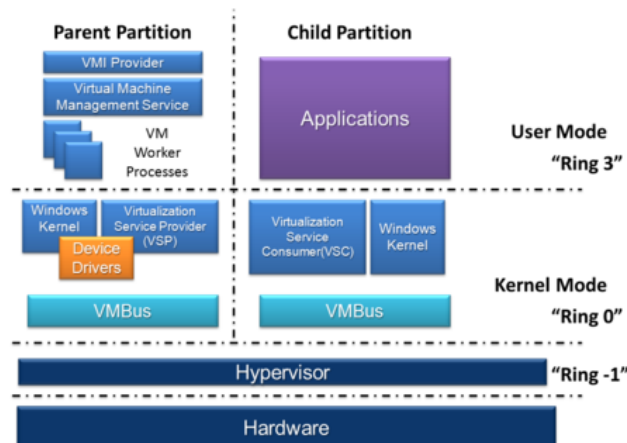 Parent Partition
Child Partition
VMI Provider
Virtual Machine
Management Service
VM
Worker
Processes
Applications
User Mode
“Ring 3”
Windows
Kernel
Virtualization
Service Provider
(VSP)
Device
Drivers
Virtualization
Service
Consumer(VSC)
Windows
Kernel
Kernel Mode
“Ring 0”
VMBus
VMBus
Hypervisor
“Ring -1”
Hardware